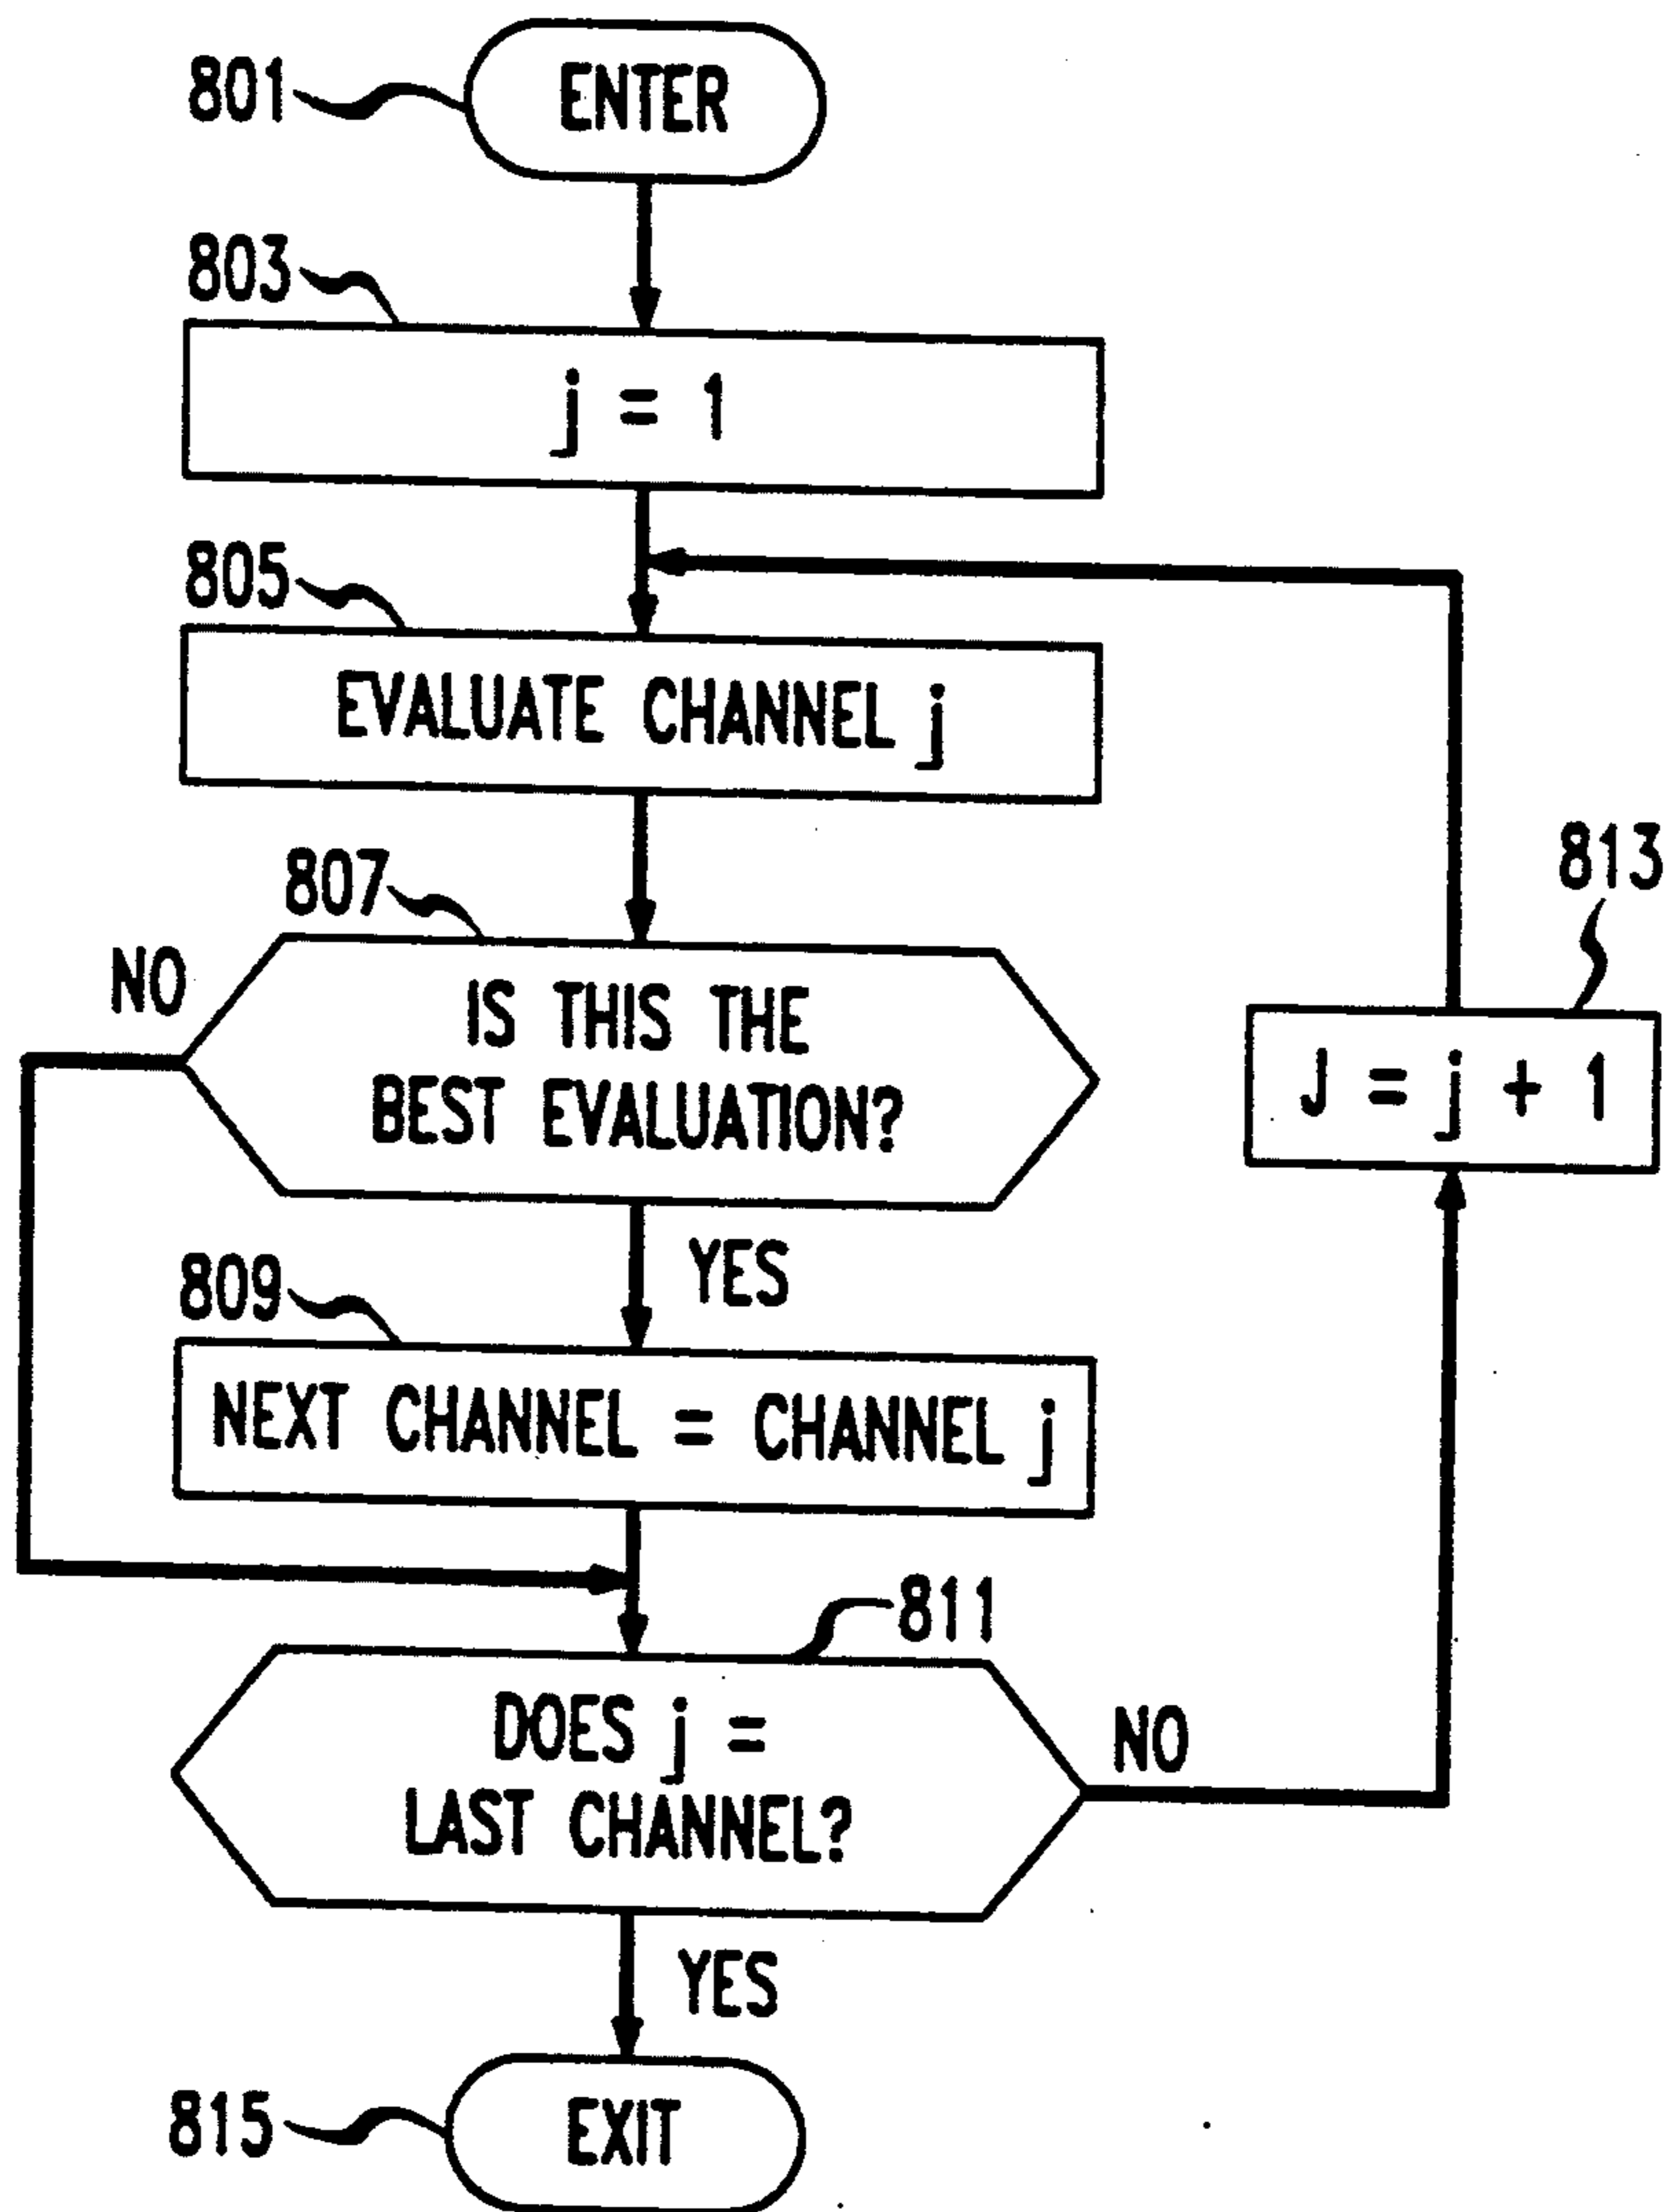 801
ENTER
803
j = 1
805
EVALUATE CHANNEL j
807
NO
IS THIS THE
BEST EVALUATION?
813
J = j + 1
YES
809
NEXT CHANNEL = CHANNEL j
811
DOES j =
LAST CHANNEL?
NO
YES
815
EXIT